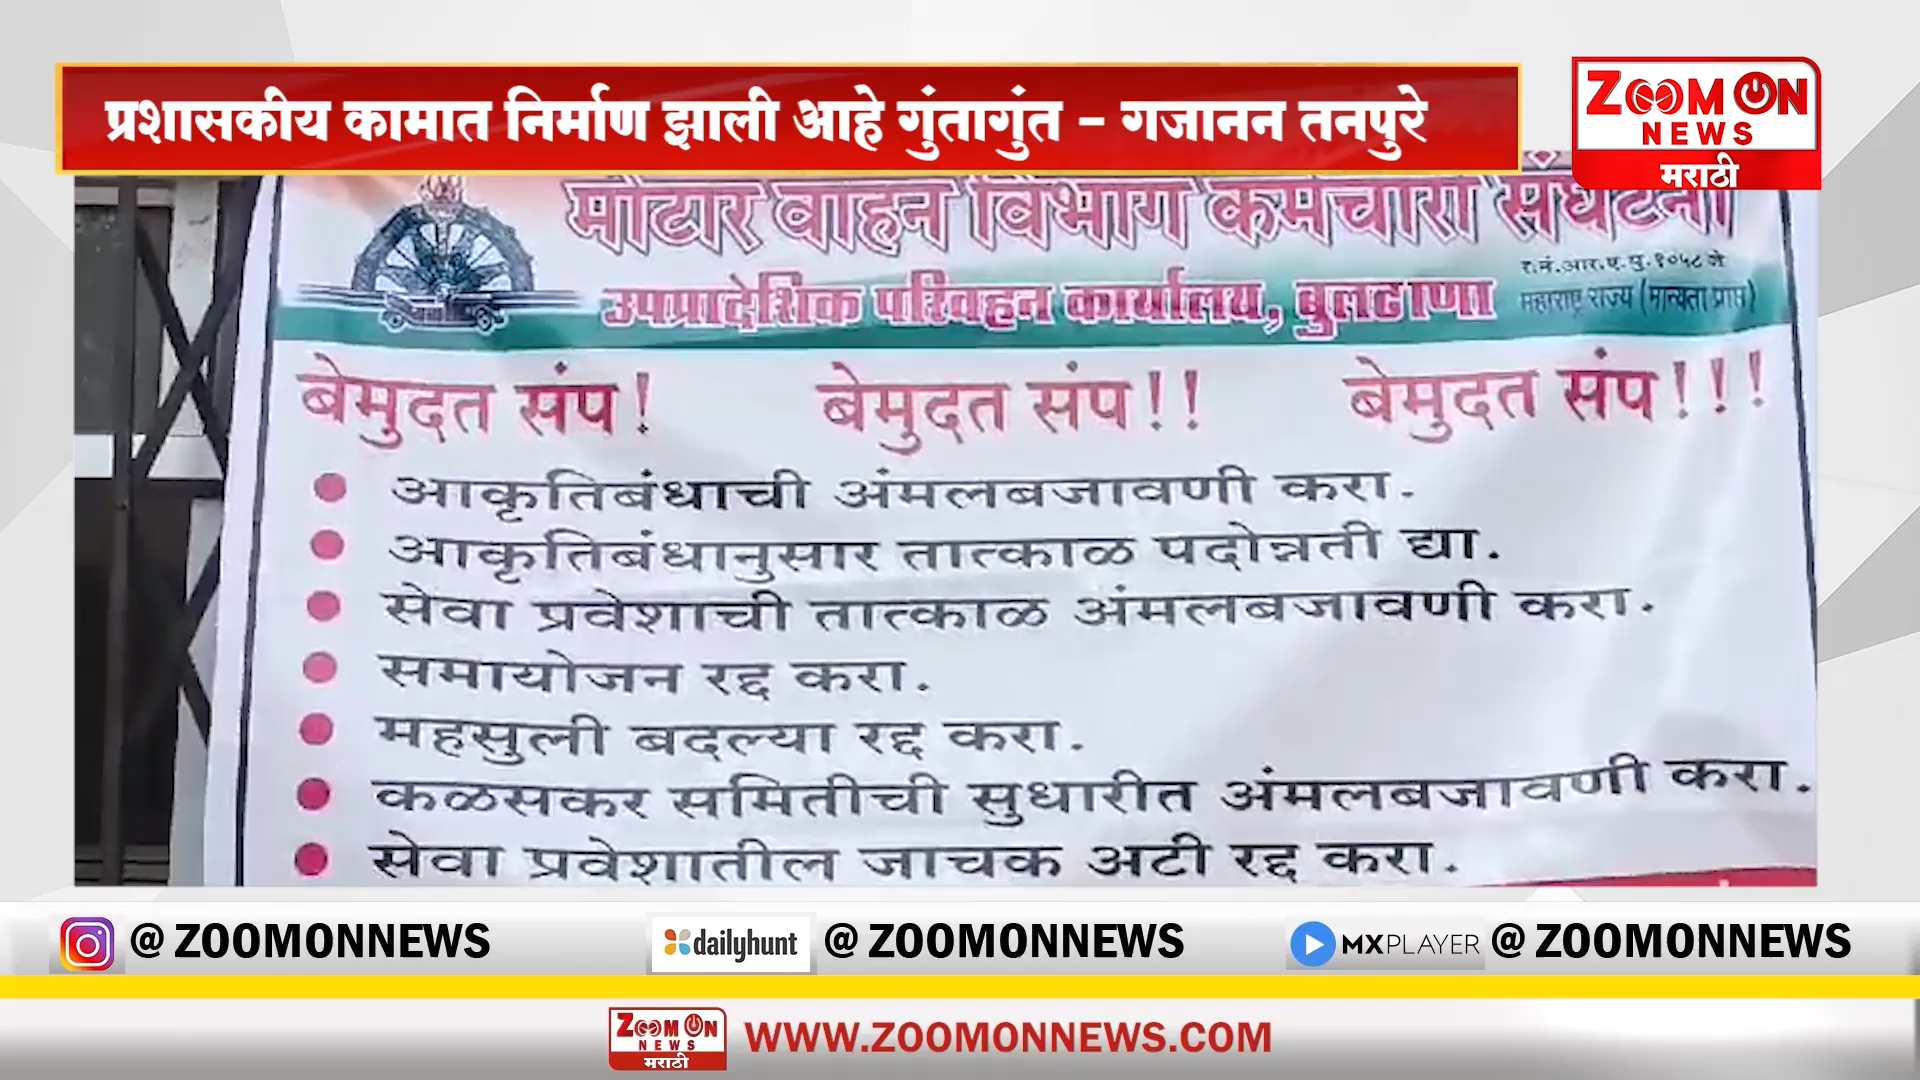 प्रशासकीय कामात निर्माण झाली आहे गुंतागुंत - गजानन तनपुरे
ZOOM ON
NEWS
मराठी
मोटार वाहन विभाग कर्मचारी संघटना
र.नं.आर.ए.पु.१०५८ ने
उपप्रादेशिक परिवहन कार्यालय, बुलढाणा
महाराष्ट्र राज्य (मान्यता प्राप्त)
बेमुदत संप! बेमुदत संप!! बेमुदत संप!!!
● आकृतिबंधाची अंमलबजावणी करा.
● आकृतिबंधानुसार तात्काळ पदोन्नती द्या.
● सेवा प्रवेशाची तात्काळ अंमलबजावणी करा.
● समायोजन रद्द करा.
● महसुली बदल्या रद्द करा.
● कळसकर समितीची सुधारीत अंमलबजावणी करा.
● सेवा प्रवेशातील जाचक अटी रद्द करा.
@ ZOOMONNEWS dailyhunt @ ZOOMONNEWS MXPLAYER @ ZOOMONNEWS
ZOOM ON
NEWS
मराठी
WWW.ZOOMONNEWS.COM